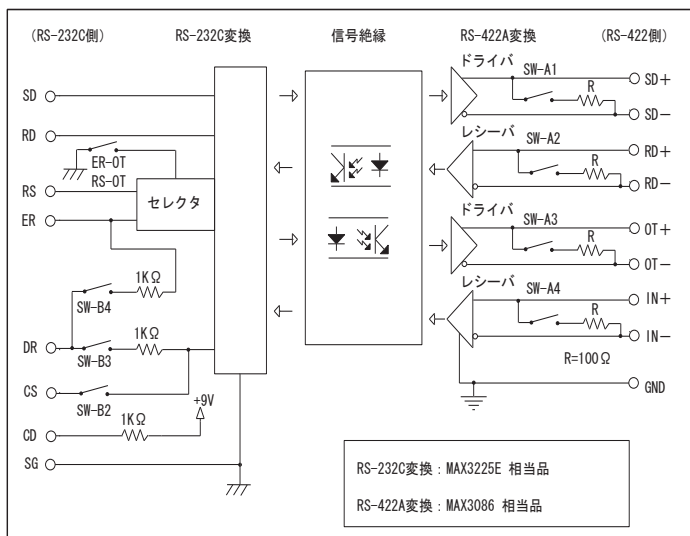 (RS-232C側)
RS-232C変換
信号絶縁
RS-422A変換
(RS-422側)
ドライバ
SW-A1
R
SD+
SD−
SD
RD
レシーバ
SW-A2
R
RD+
RD−
ER-OT
RS-OT
セレクタ
RS
ER
ドライバ
SW-A3
R
OT+
OT−
1KΩ
SW-B4
レシーバ
SW-A4
R
IN+
IN−
1KΩ
DR
SW-B3
R=100Ω
CS
SW-B2
+9V
GND
1KΩ
CD
SG
RS-232C変換：MAX3225E 相当品
RS-422A変換：MAX3086 相当品